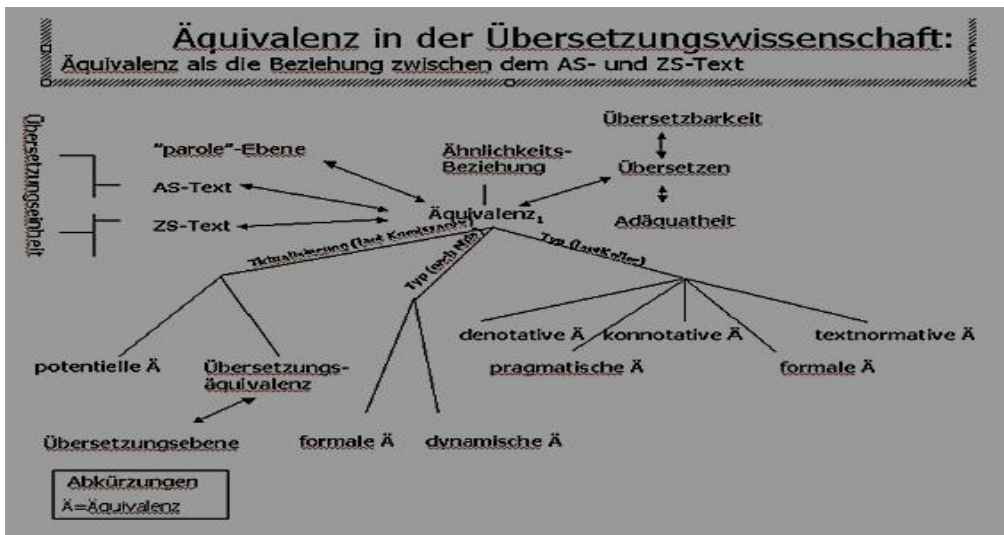 Äquivalenz in der Übersetzungswissenschaft:
Äquivalenz als die Beziehung zwischen dem AS- und ZS-Text
Übersetzungseinheit
"parole"-Ebene
AS-Text
ZS-Text
Ähnlichkeits-
Beziehung
Äquivalenz₁
Übersetzbarkeit
Übersetzen
Adäquatheit
(laut
Typ (nach
Typ (laut Koller)
potentielle Ä
Übersetzungs-
äquivalenz
Übersetzungsebene
formale Ä
dynamische Ä
denotative Ä
konnotative Ä
textnormative Ä
pragmatische Ä
formale Ä
Abkürzungen
Ä=Äquivalenz